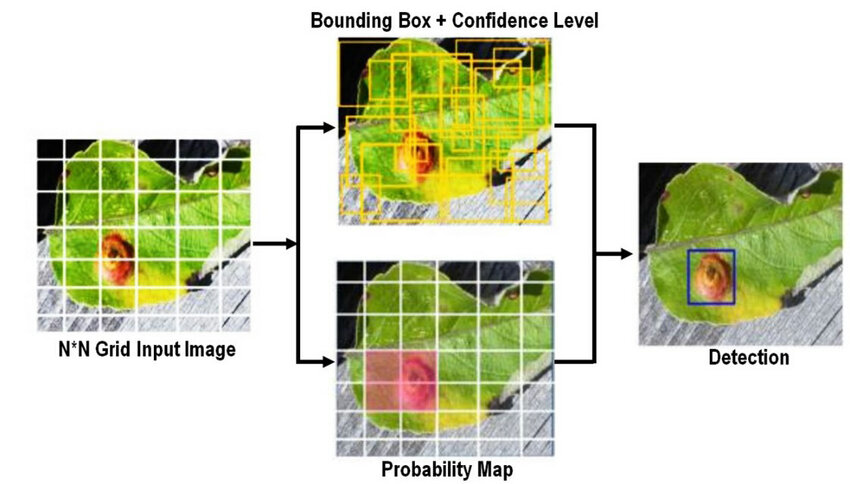 Bounding Box + Confidence Level
N*N Grid Input Image
Detection
Probability Map